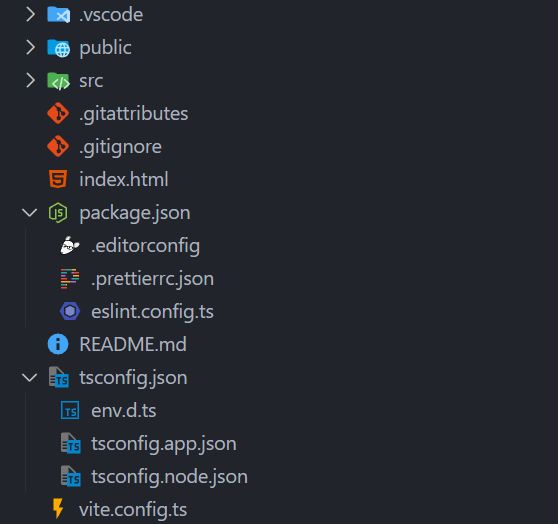 .vscode
public
src
.gitattributes
.gitignore
index.html
package.json
.editorconfig
.prettierrc.json
eslint.config.ts
README.md
tsconfig.json
env.d.ts
tsconfig.app.json
tsconfig.node.json
vite.config.ts